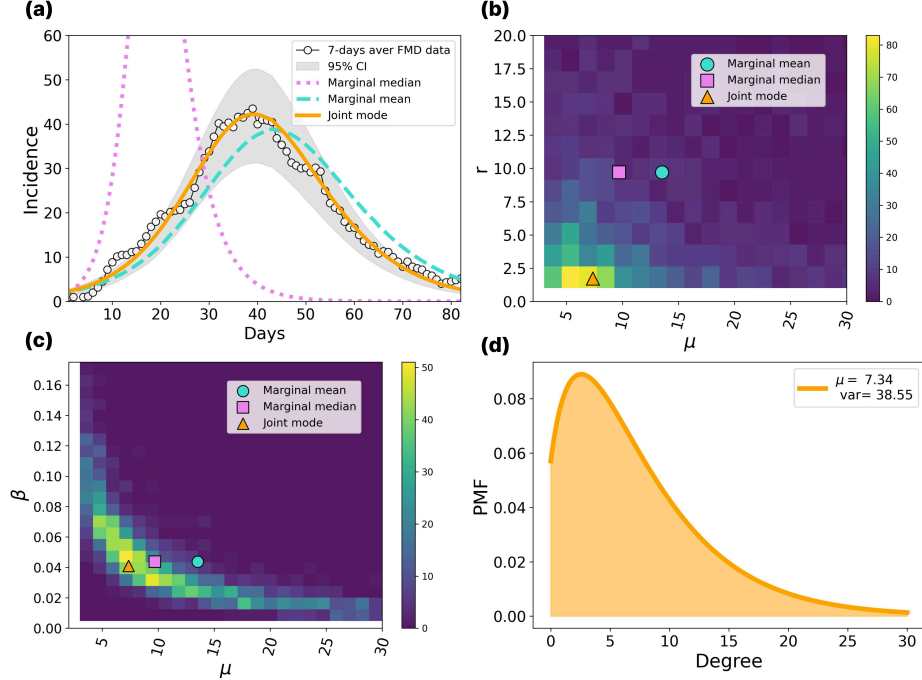 (a)
60
50
40
30
20
10
0
Incidence
10 20 30 40 50 60 70 80
Days
7-days aver FMD data
95% CI
Marginal median
Marginal mean
Joint mode
(b)
20.0
17.5
15.0
12.5
10.0
7.5
5.0
2.5
0.0
r
5 10 15 20 25 30
μ
Marginal mean
Marginal median
Joint mode
80
70
60
50
40
30
20
10
0
(c)
0.16
0.14
0.12
0.10
0.08
0.06
0.04
0.02
0.00
β
5 10 15 20 25 30
μ
Marginal mean
Marginal median
Joint mode
50
40
30
20
10
0
(d)
0.08
0.06
0.04
0.02
0.00
PMF
0 5 10 15 20 25 30
Degree
μ = 7.34
var= 38.55